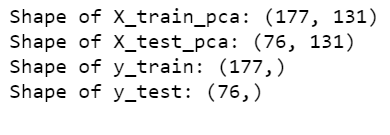 Shape of X_train_pca: (177, 131)
Shape of X_test_pca: (76, 131)
Shape of y_train: (177,)
Shape of y_test: (76,)